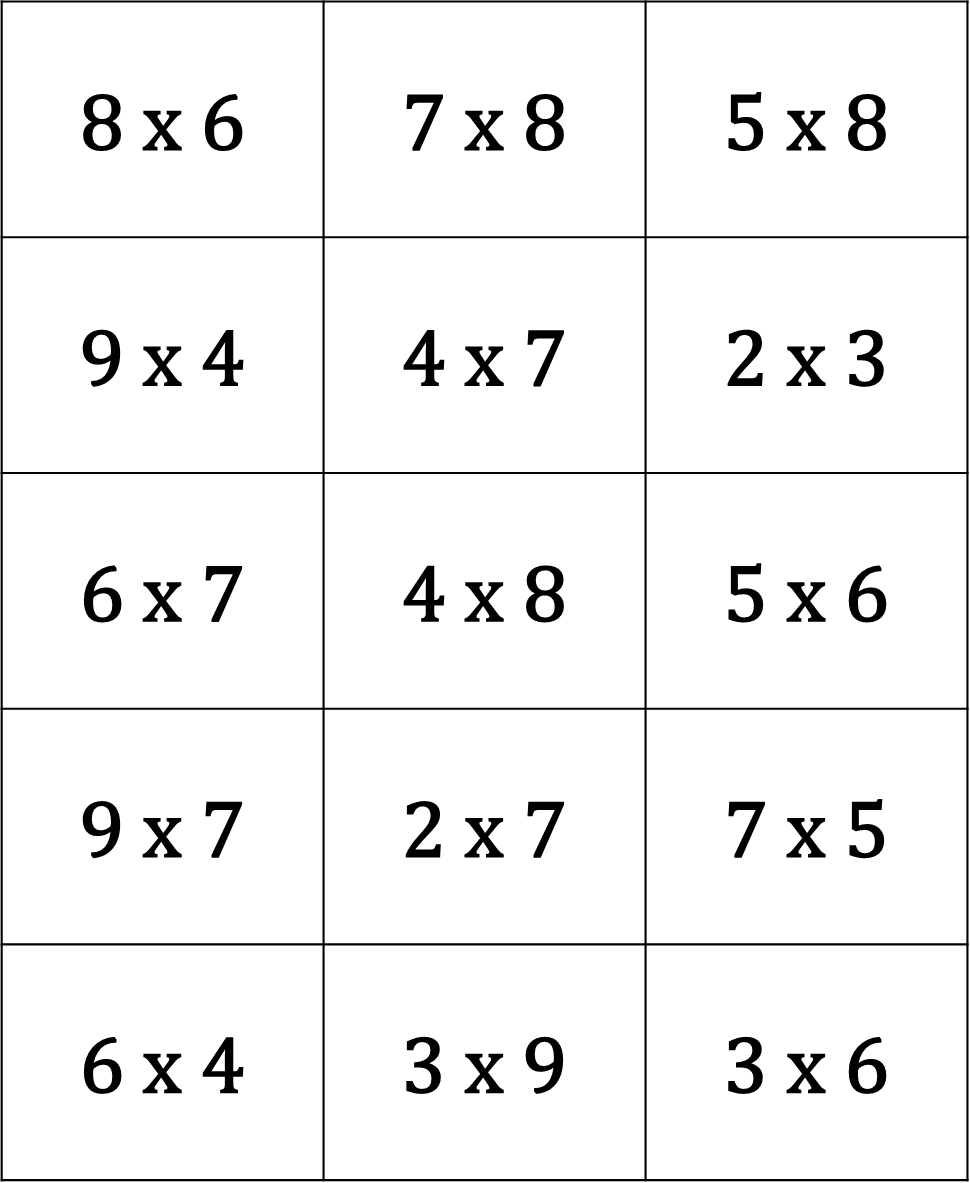 8 x 6
7 x 8
5 x 8
9 x 4
4 x 7
2 x 3
6 x 7
4 x 8
5 x 6
9 x 7
2 x 7
7 x 5
6 x 4
3 x 9
3 x 6